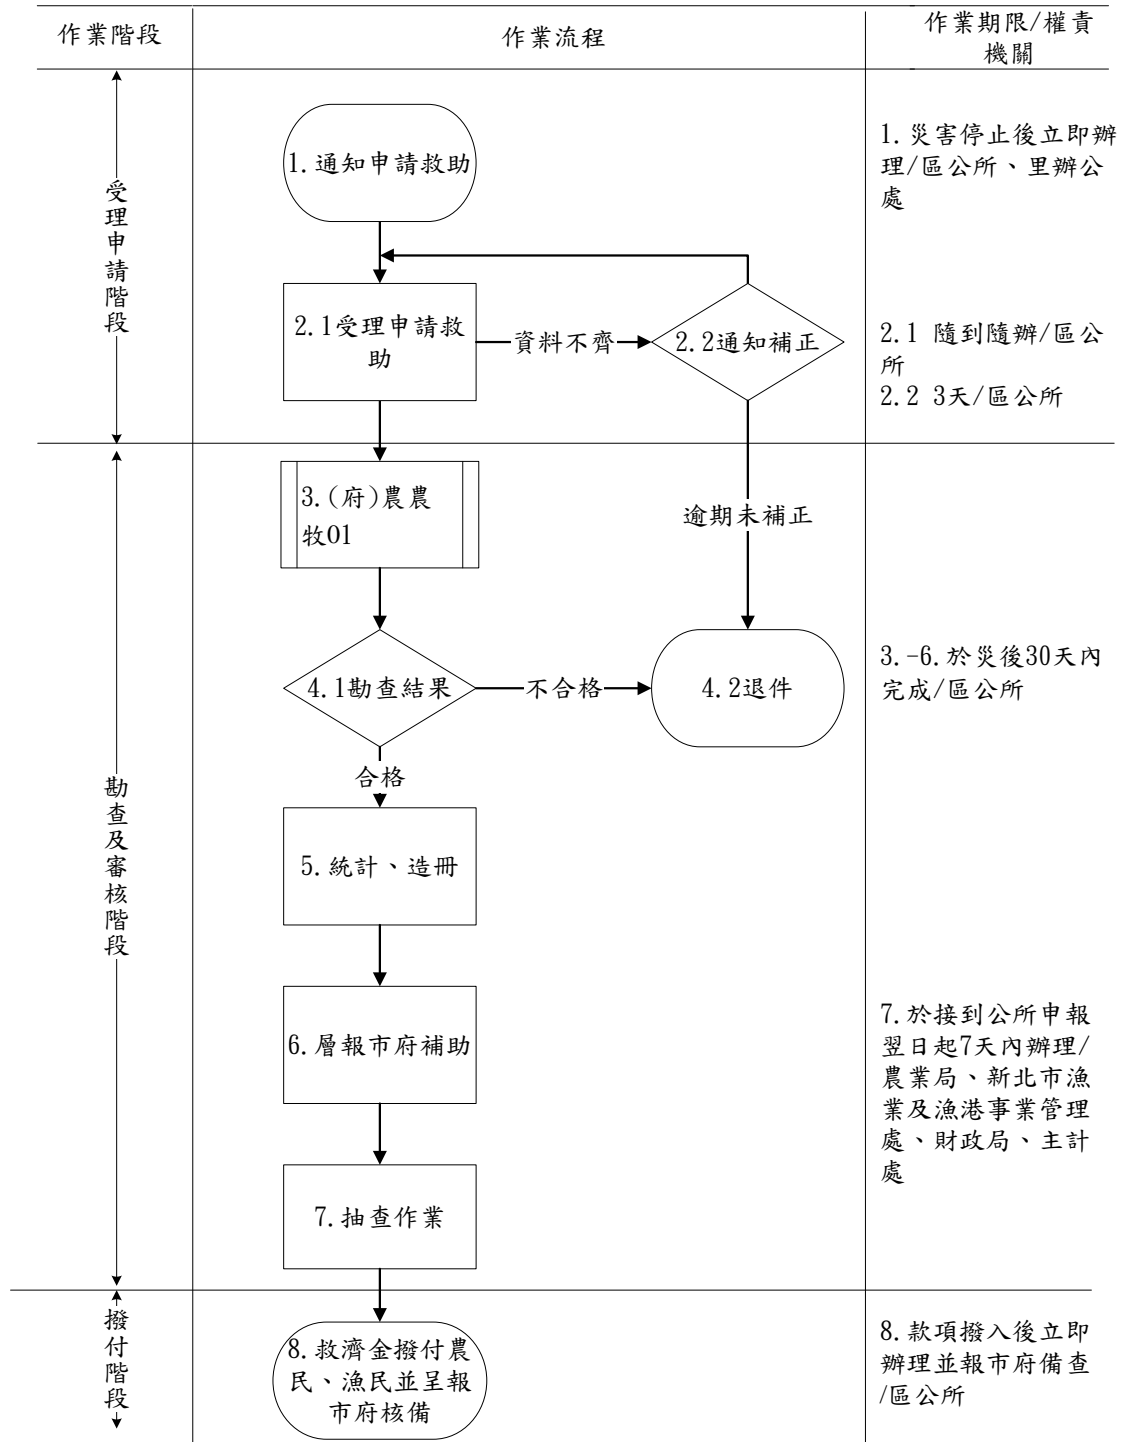 作業階段
作業流程
作業期限/權責
機關
受理申請階段
1.通知申請救助
1.災害停止後立即辦
理/區公所、里辦公
處
2.1受理申請救
助
資料不齊
2.2通知補正
2.1 隨到隨辦/區公
所
2.2 3天/區公所
勘查及審核階段
3.(府)農農
牧01
逾期未補正
4.1勘查結果
不合格
4.2退件
3.-6.於災後30天內
完成/區公所
合格
5.統計、造冊
6.層報市府補助
7.抽查作業
7.於接到公所申報
翌日起7天內辦理/
農業局、新北市漁
業及漁港事業管理
處、財政局、主計
處
撥付階段
8.救濟金撥付農
民、漁民並呈報
市府核備
8.款項撥入後立即
辦理並報市府備查
/區公所